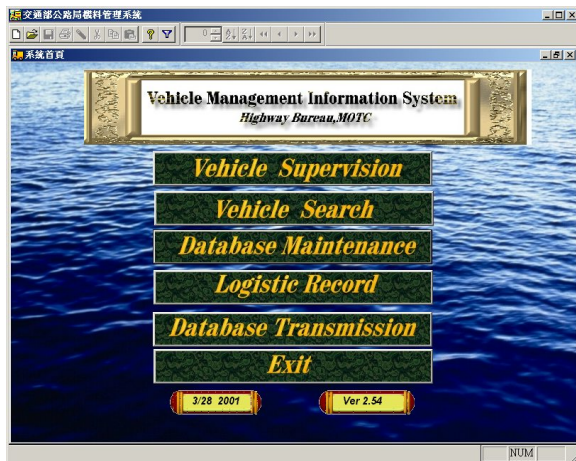 交通部公路局機料管理系統
0
系統首頁
Vehicle Management Information System
Highway Bureau,MOTC
Vehicle Supervision
Vehicle Search
Database Maintenance
Logistic Record
Database Transmission
Exit
3/28 2001
Ver 2.54
NUM